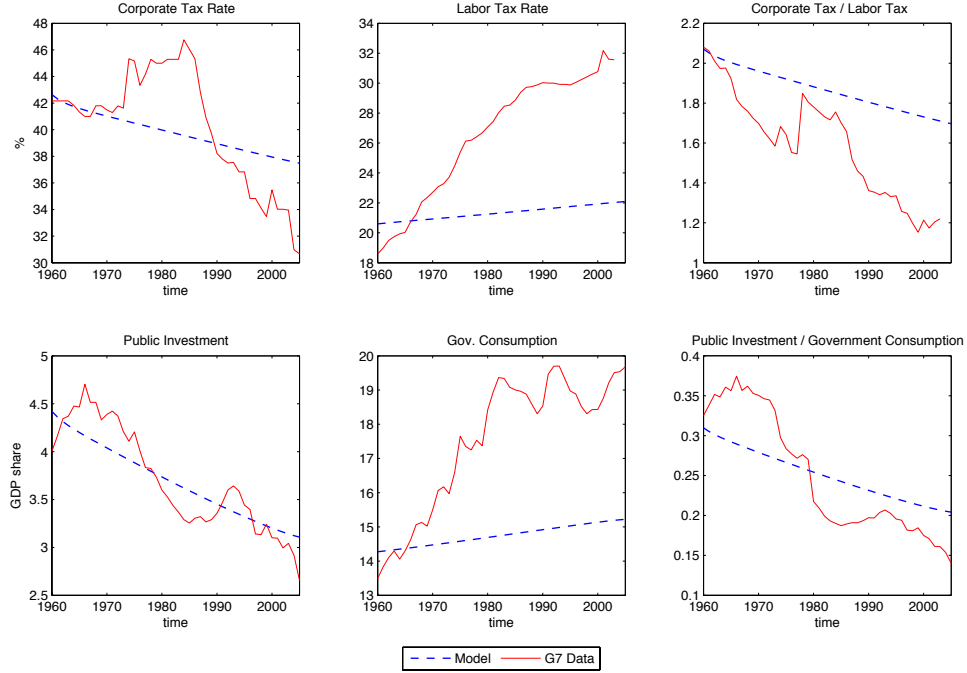 Corporate Tax Rate
48
46
44
42
40
38
36
34
32
30
%
1960 1970 1980 1990 2000
time
Labor Tax Rate
34
32
30
28
26
24
22
20
18
1960 1970 1980 1990 2000
time
Corporate Tax / Labor Tax
2.2
2
1.8
1.6
1.4
1.2
1
1960 1970 1980 1990 2000
time
Public Investment
5
4.5
4
3.5
3
2.5
GDP share
1960 1970 1980 1990 2000
time
Gov. Consumption
20
19
18
17
16
15
14
13
1960 1970 1980 1990 2000
time
Public Investment / Government Consumption
0.4
0.35
0.3
0.25
0.2
0.15
0.1
1960 1970 1980 1990 2000
time
Model G7 Data